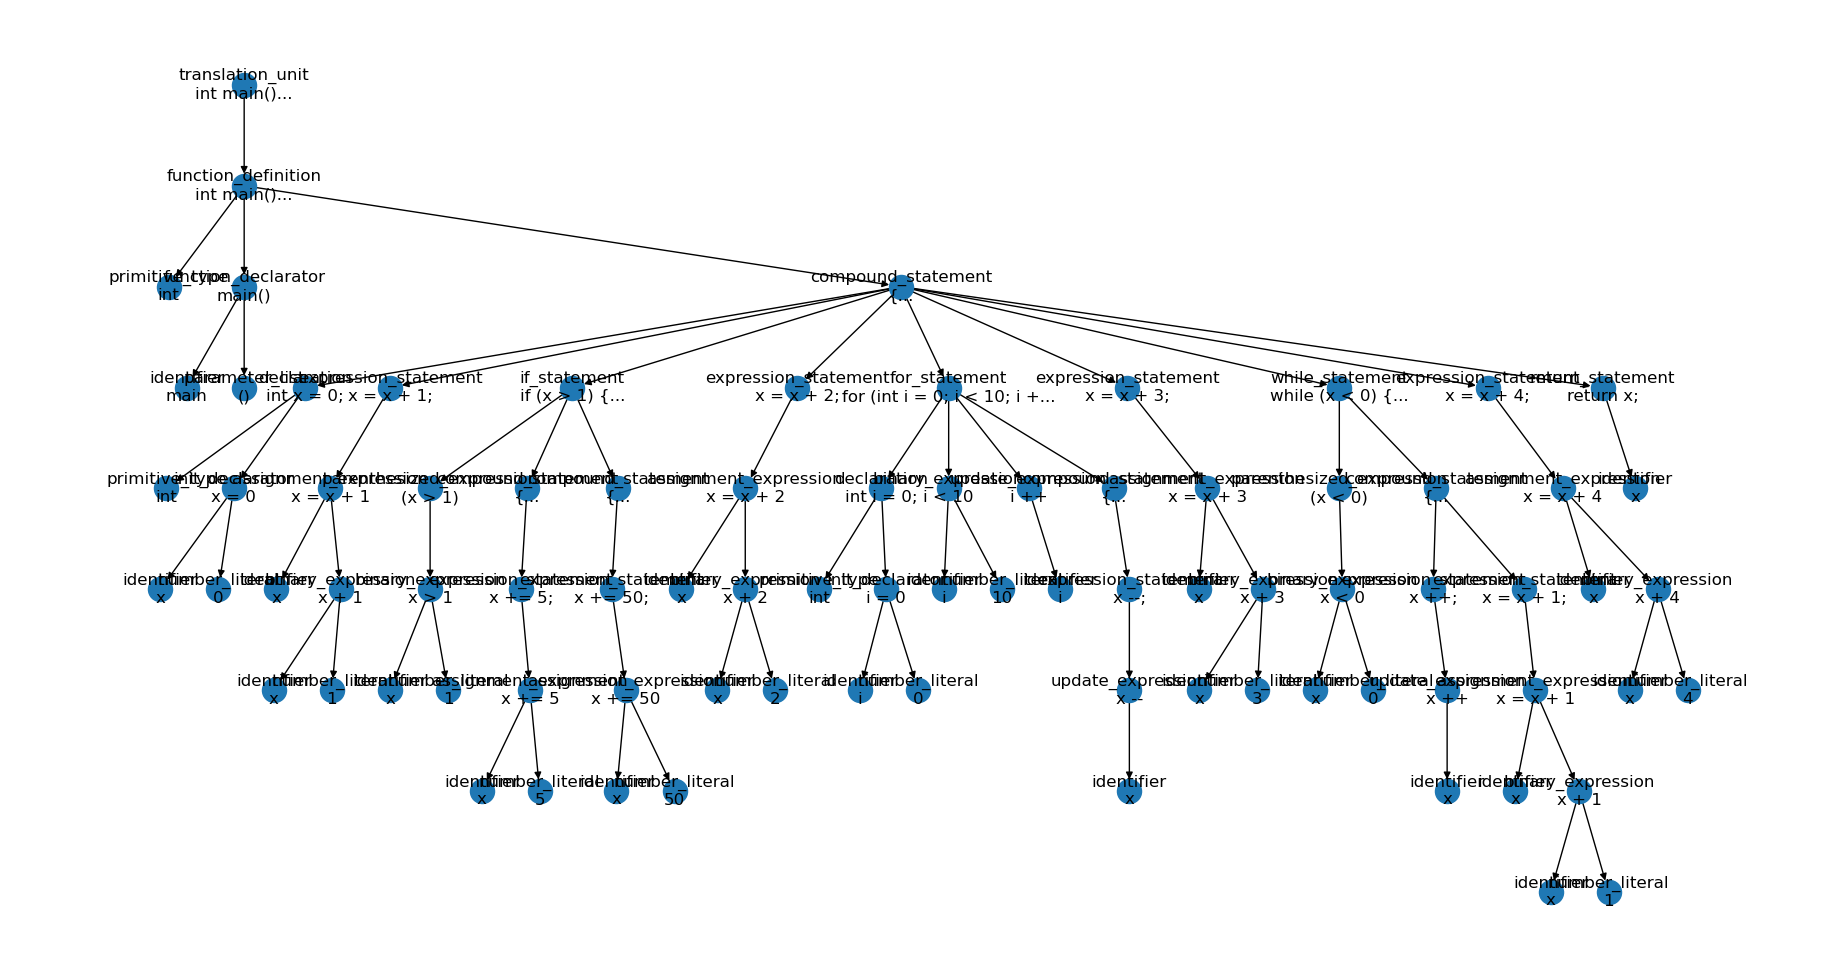 translation_unit
int main()...
function_definition
int main()...
primitive_type
int
function_declarator
main()
compound_statement
{...
identifier
main
parameter_list
()
declaration
int x = 0;
expression_statement
x = x + 1;
if_statement
if (x > 1) {...
expression_statement
x = x + 2;
for_statement
for (int i = 0; i < 10; i +...
expression_statement
x = x + 3;
while_statement
while (x < 0) {...
expression_statement
x = x + 4;
return_statement
return x;
primitive_type
int
init_declarator
x = 0
assignment_expression
x = x + 1
parenthesized_expression
(x > 1)
compound_statement
{...
compound_statement
{...
assignment_expression
x = x + 2
declaration
int i = 0;
binary_expression
i < 10
update_expression
i ++
compound_statement
{...
assignment_expression
x = x + 3
parenthesized_expression
(x < 0)
compound_statement
{...
assignment_expression
x = x + 4
identifier
x
identifier
x
number_literal
0
identifier
x
binary_expression
x + 1
binary_expression
x > 1
expression_statement
x += 5;
expression_statement
x += 50;
identifier
x
binary_expression
x + 2
primitive_type
int
init_declarator
i = 0
identifier
i
number_literal
10
identifier
i
expression_statement
x --;
identifier
x
binary_expression
x + 3
binary_expression
x < 0
expression_statement
x ++;
expression_statement
x = x + 1;
identifier
x
binary_expression
x + 4
identifier
x
number_literal
1
identifier
x
number_literal
1
assignment_expression
x += 5
assignment_expression
x += 50
identifier
x
number_literal
2
identifier
i
number_literal
0
update_expression
x --
identifier
x
number_literal
3
identifier
x
number_literal
0
update_expression
x ++
assignment_expression
x = x + 1
identifier
x
number_literal
4
identifier
x
number_literal
5
identifier
x
number_literal
50
identifier
x
identifier
x
identifier
x
binary_expression
x + 1
identifier
x
number_literal
1